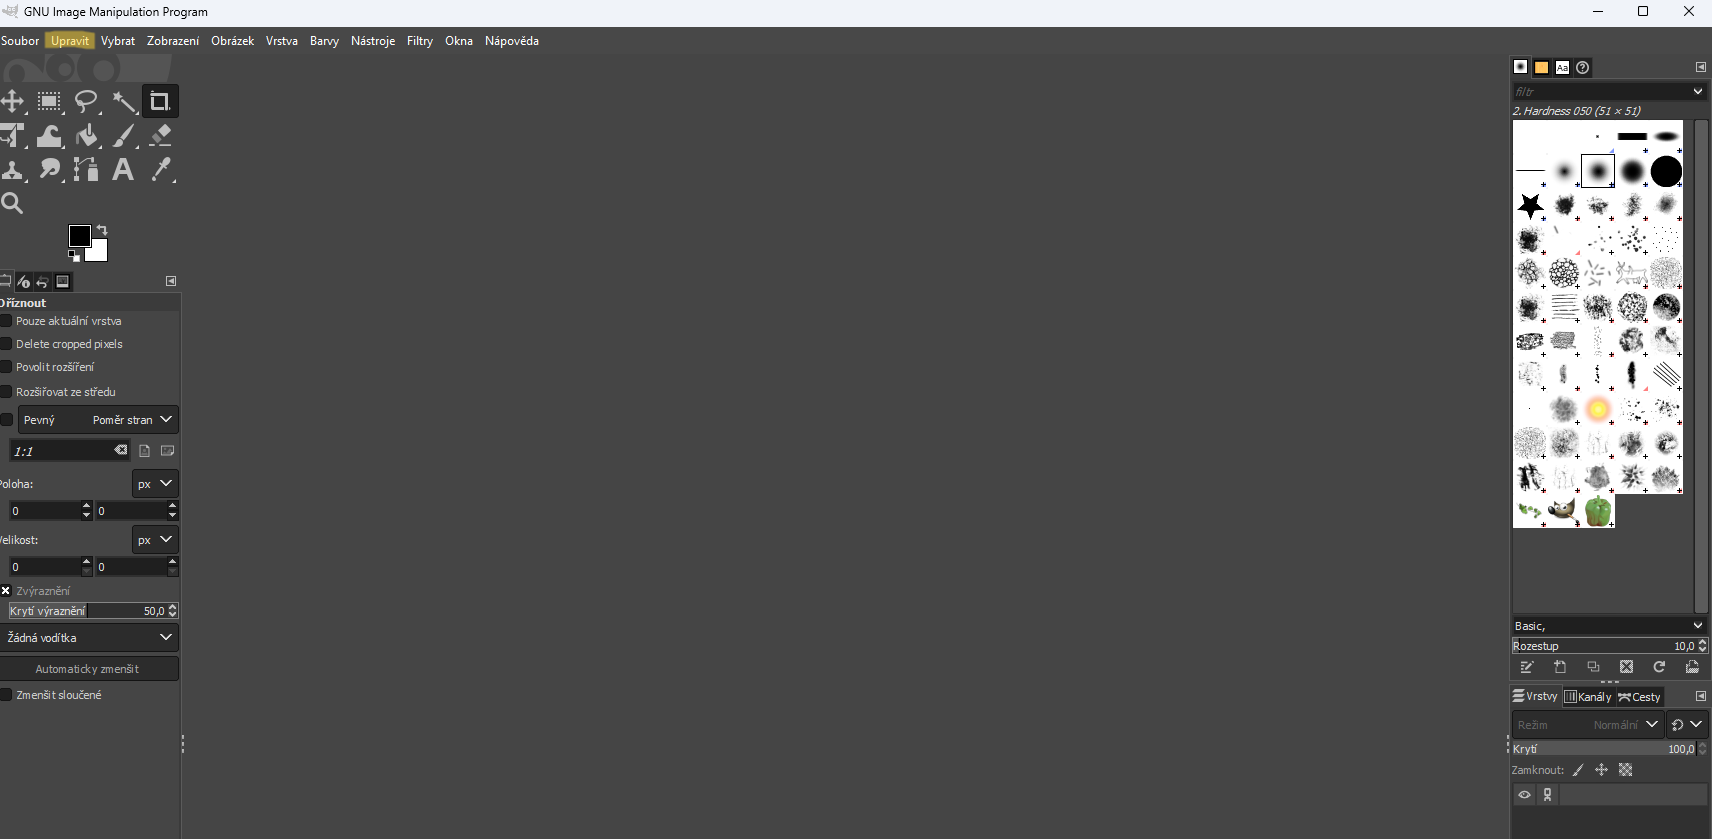 GNU Image Manipulation Program
Soubor Upravit Vybrat Zobrazení Obrázek Vrstva Barvy Nástroje Filtry Okna Nápověda
filtr
2. Hardness 050 (51 × 51)
Oříznout
Pouze aktuální vrstva
Delete cropped pixels
Povolit rozšíření
Rozšiřovat ze středu
Pevný Poměr stran
1:1
Poloha: px
0 0
Velikost: px
0 0
Zvýraznění
Krytí výraznění 50,0
Žádná vodítka
Automaticky zmenšit
Zmenšit sloučené
Basic,
Rozestup 10,0
Vrstvy Kanály Cesty
Režim Normální
Krytí 100,0
Zamknout: